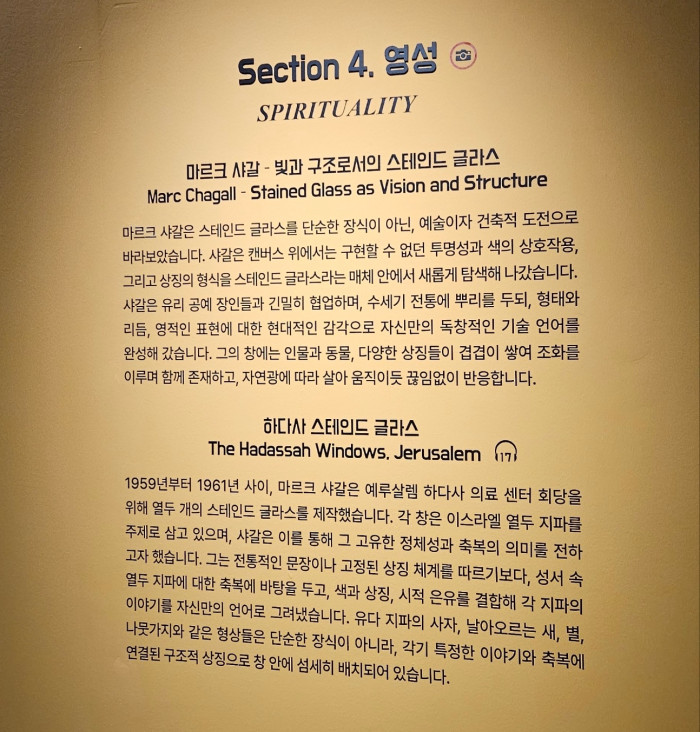 Section 4. 영성
SPIRITUALITY
마르크 샤갈 - 빛과 구조로서의 스테인드 글라스
Marc Chagall - Stained Glass as Vision and Structure
마르크 샤갈은 스테인드 글라스를 단순한 장식이 아닌, 예술이자 건축적 도전으로
바라보았습니다. 샤갈은 캔버스 위에서는 구현할 수 없던 투명성과 색의 상호작용,
그리고 상징의 형식을 스테인드 글라스라는 매체 안에서 새롭게 탐색해 나갔습니다.
샤갈은 유리 공예 장인들과 긴밀히 협업하며, 수세기 전통에 뿌리를 두되, 형태와
리듬, 영적인 표현에 대한 현대적인 감각으로 자신만의 독창적인 기술 언어를
완성해 갔습니다. 그의 창에는 인물과 동물, 다양한 상징들이 겹겹이 쌓여 조화를
이루며 함께 존재하고, 자연광에 따라 살아 움직이듯 끊임없이 반응합니다.
하다사 스테인드 글라스
The Hadassah Windows, Jerusalem 17
1959년부터 1961년 사이, 마르크 샤갈은 예루살렘 하다사 의료 센터 회당을
위해 열두 개의 스테인드 글라스를 제작했습니다. 각 창은 이스라엘 열두 지파를
주제로 삼고 있으며, 샤갈은 이를 통해 그 고유한 정체성과 축복의 의미를 전하
고자 했습니다. 그는 전통적인 문장이나 고정된 상징 체계를 따르기보다, 성서 속
열두 지파에 대한 축복에 바탕을 두고, 색과 상징, 시적 은유를 결합해 각 지파의
이야기를 자신만의 언어로 그려냈습니다. 유다 지파의 사자, 날아오르는 새, 별,
나뭇가지와 같은 형상들은 단순한 장식이 아니라, 각기 특정한 이야기와 축복에
연결된 구조적 상징으로 창 안에 섬세히 배치되어 있습니다.